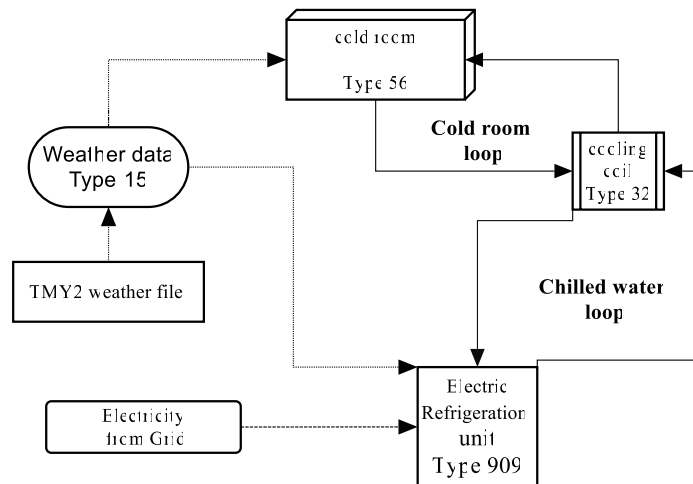 cold room
Type 56
Cold room
loop
cooling
coil
Type 32
Weather data
Type 15
TMY2 weather file
Chilled water
loop
Electric
Refrigeration
unit
Type 909
Electricity
from Grid